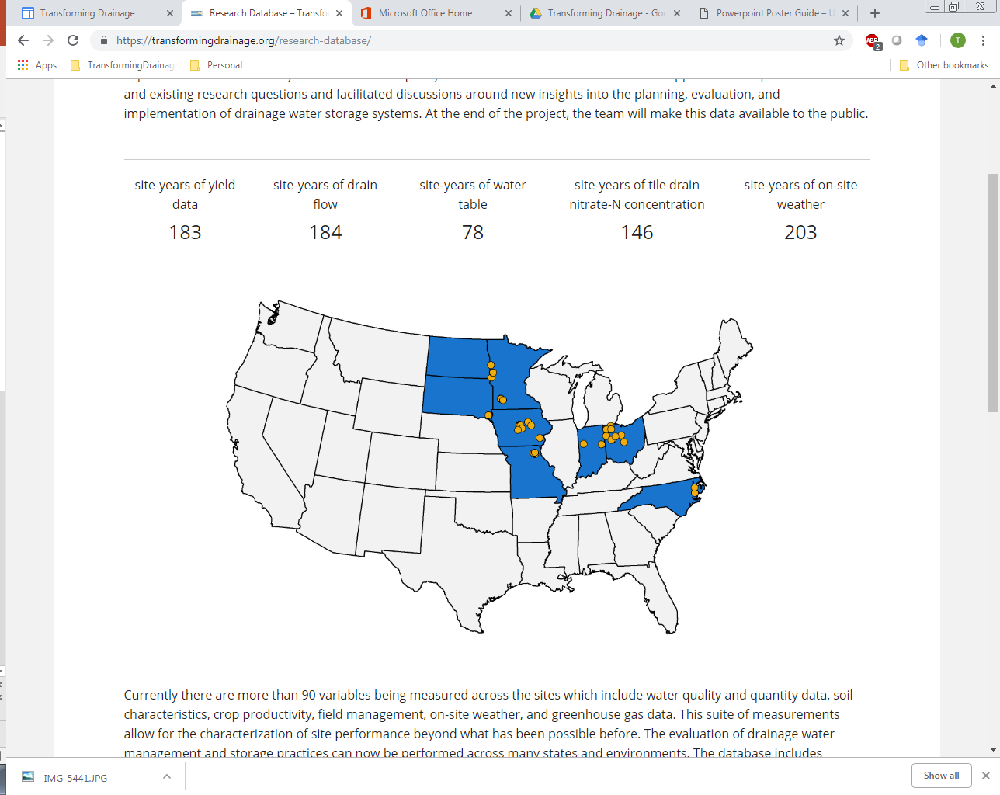 Transforming Drainage
Research Database – Transfo
Microsoft Office Home
Transforming Drainage - Goo
Powerpoint Poster Guide – U
https://transformingdrainage.org/research-database/
ABP
2
T
Apps
TransformingDrainag
Personal
Other bookmarks
and existing research questions and facilitated discussions around new insights into the planning, evaluation, and
implementation of drainage water storage systems. At the end of the project, the team will make this data available to the public.
site-years of yield
data
183
site-years of drain
flow
184
site-years of water
table
78
site-years of tile drain
nitrate-N concentration
146
site-years of on-site
weather
203
Currently there are more than 90 variables being measured across the sites which include water quality and quantity data, soil
characteristics, crop productivity, field management, on-site weather, and greenhouse gas data. This suite of measurements
allow for the characterization of site performance beyond what has been possible before. The evaluation of drainage water
management and storage practices can now be performed across many states and environments. The database includes
IMG_5441.JPG
Show all